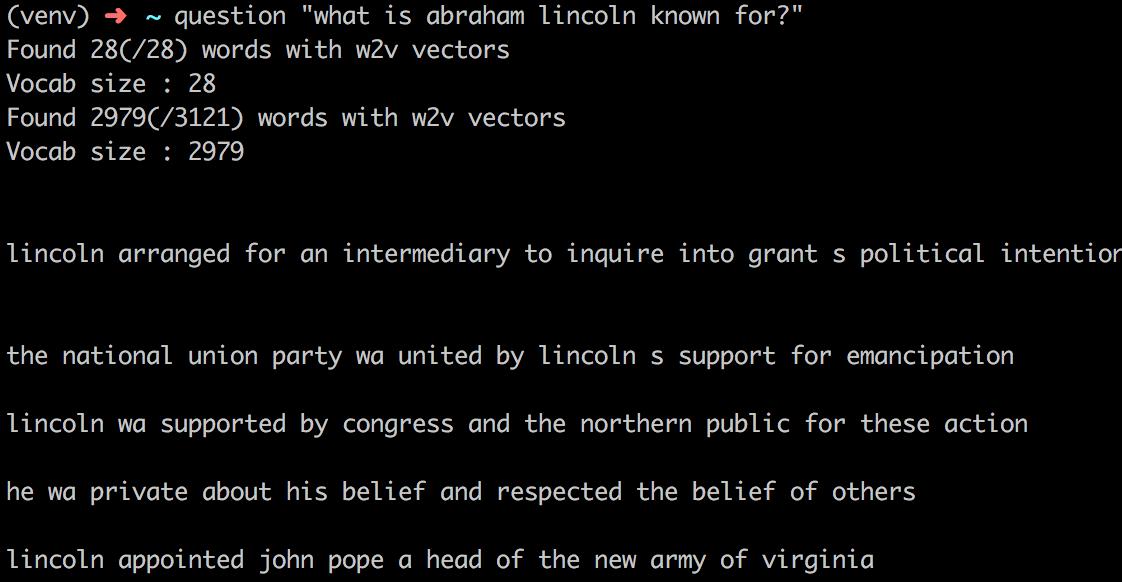 (venv) ➜ ~ question "what is abraham lincoln known for?"
Found 28(/28) words with w2v vectors
Vocab size : 28
Found 2979(/3121) words with w2v vectors
Vocab size : 2979
lincoln arranged for an intermediary to inquire into grant s political
the national union party wa united by lincoln s support for emancipation
lincoln wa supported by congress and the northern public for these action
he wa private about his belief and respected the belief of others
lincoln appointed john pope a head of the new army of virginia